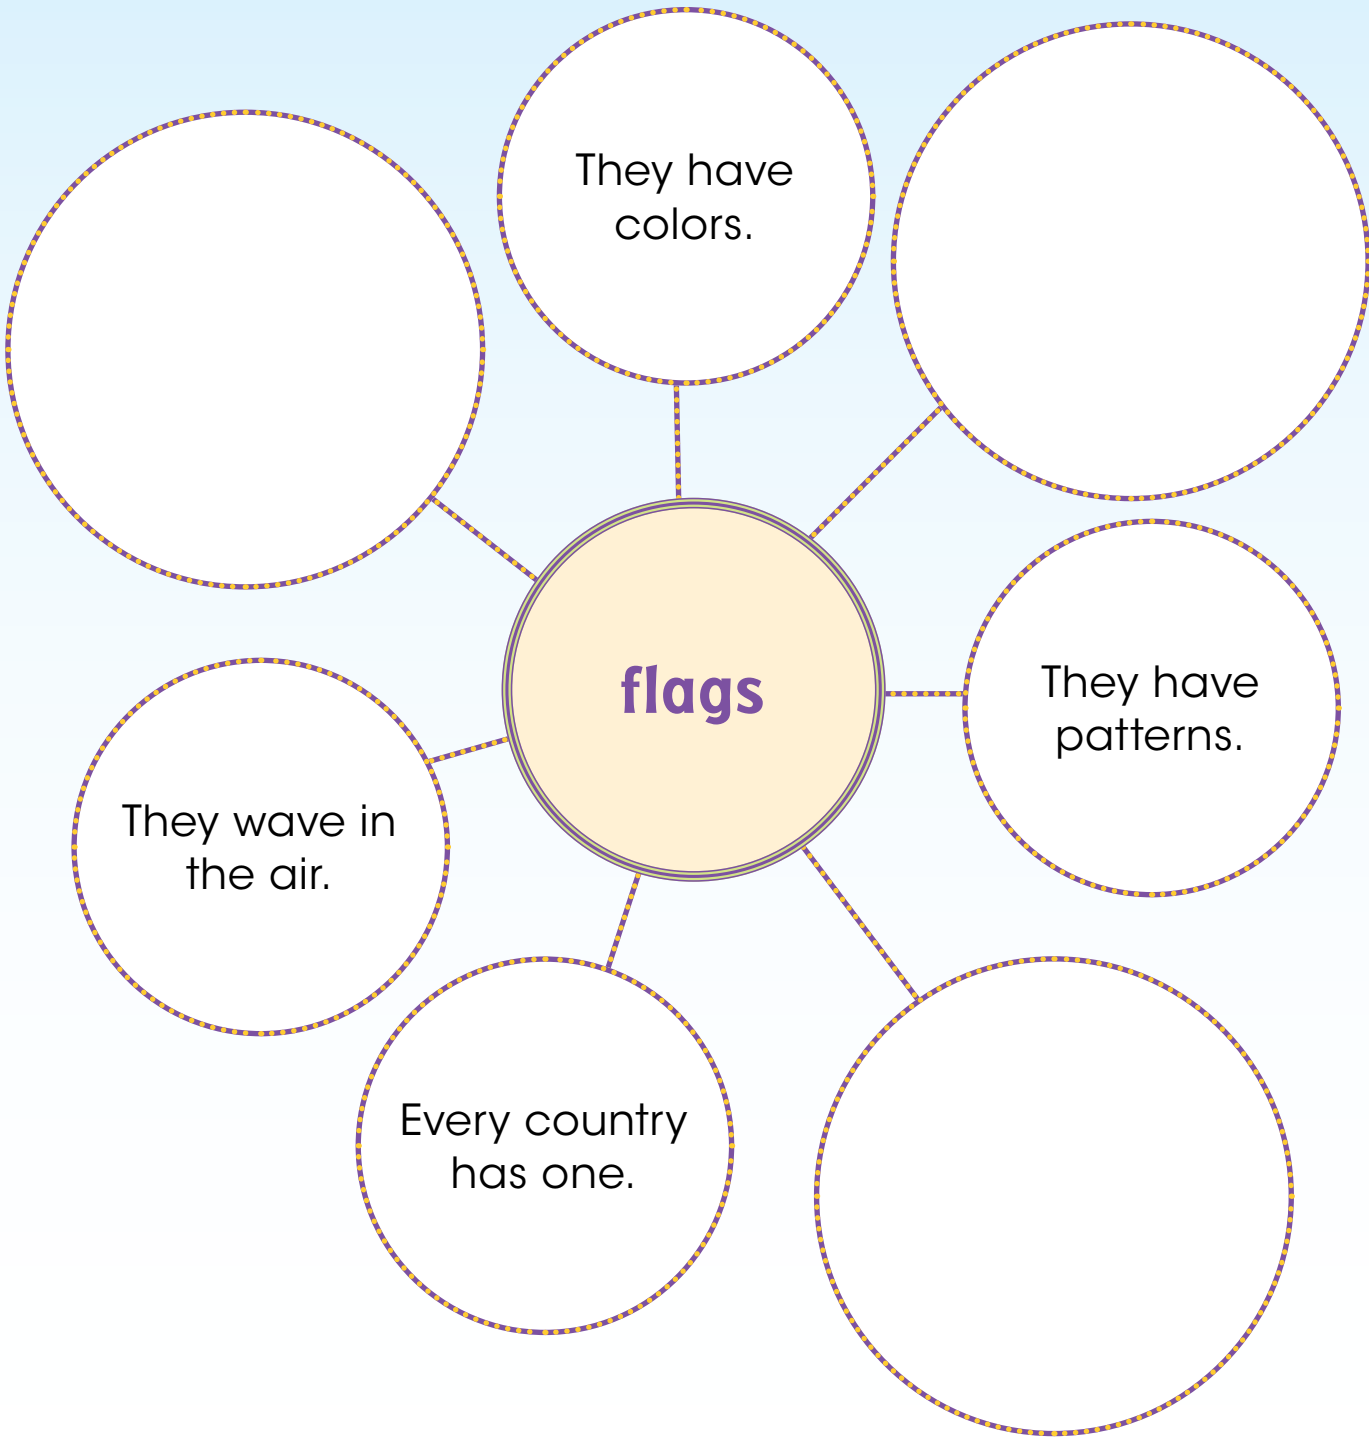 They have
colors.
flags
They have
patterns.
They wave in
the air.
Every country
has one.